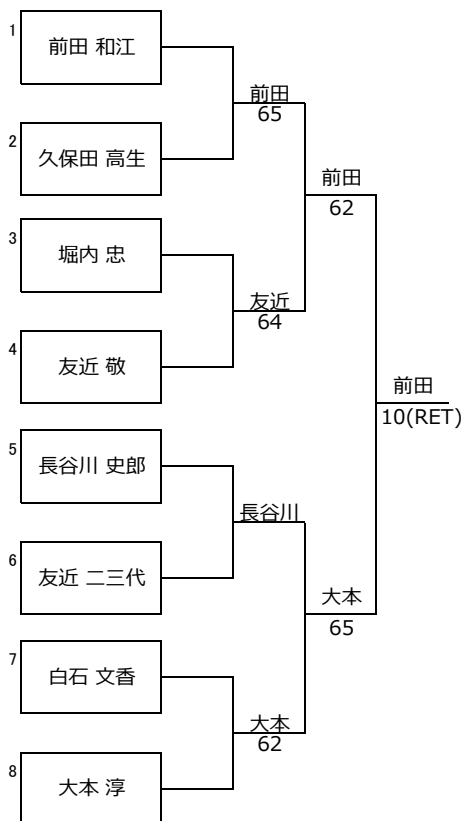 1
前田 和江
2
久保田 高生
3
堀内 忠
4
友近 敬
5
長谷川 史郎
6
友近 二三代
7
白石 文香
8
大本 淳
前田
65
友近
64
長谷川
大本
62
前田
62
大本
65
前田
10(RET)